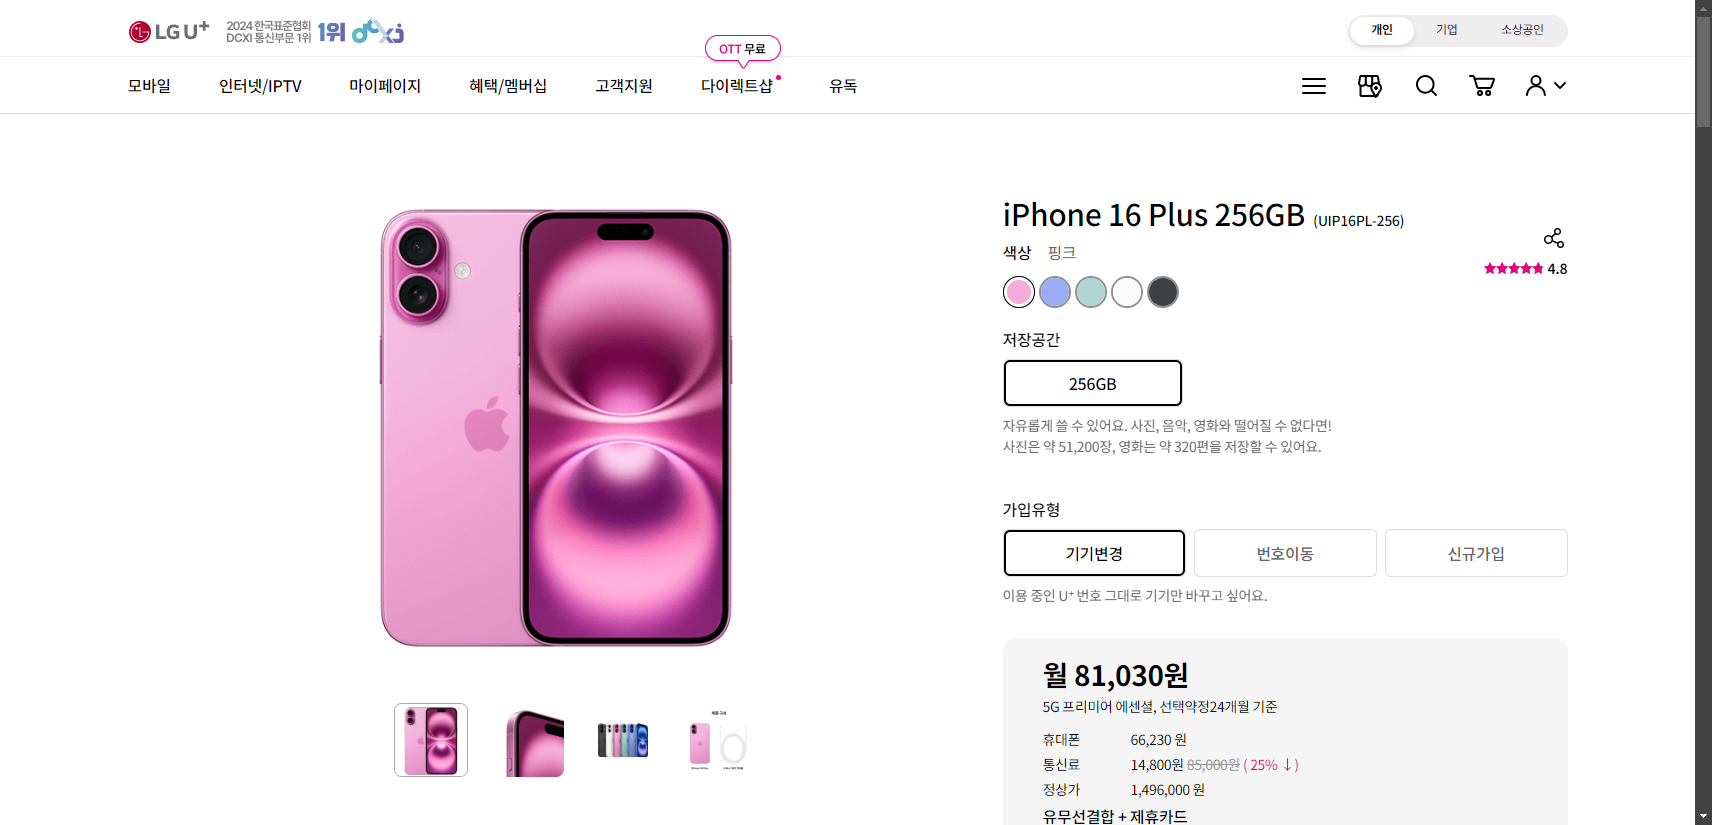 LG U+ 2024 한국표준협회 DCXI 통신부문 1위 1위 dcxi
개인 기업 소상공인
OTT 무료
모바일 인터넷/IPTV 마이페이지 혜택/멤버십 고객지원 다이렉트샵 유독
iPhone 16 Plus 256GB (UIP16PL-256)
색상 핑크
4.8
저장공간
256GB
자유롭게 쓸 수 있어요. 사진, 음악, 영화와 떨어질 수 없다면!
사진은 약 51,200장, 영화는 약 320편을 저장할 수 있어요.
가입유형
기기변경 번호이동 신규가입
이용 중인 U⁺ 번호 그대로 기기만 바꾸고 싶어요.
월 81,030원
5G 프리미어 에센셜, 선택약정24개월 기준
휴대폰 66,230 원
통신료 14,800원 85,000원 ( 25% ↓ )
정상가 1,496,000 원
유무선결합 + 제휴카드
제품 구성